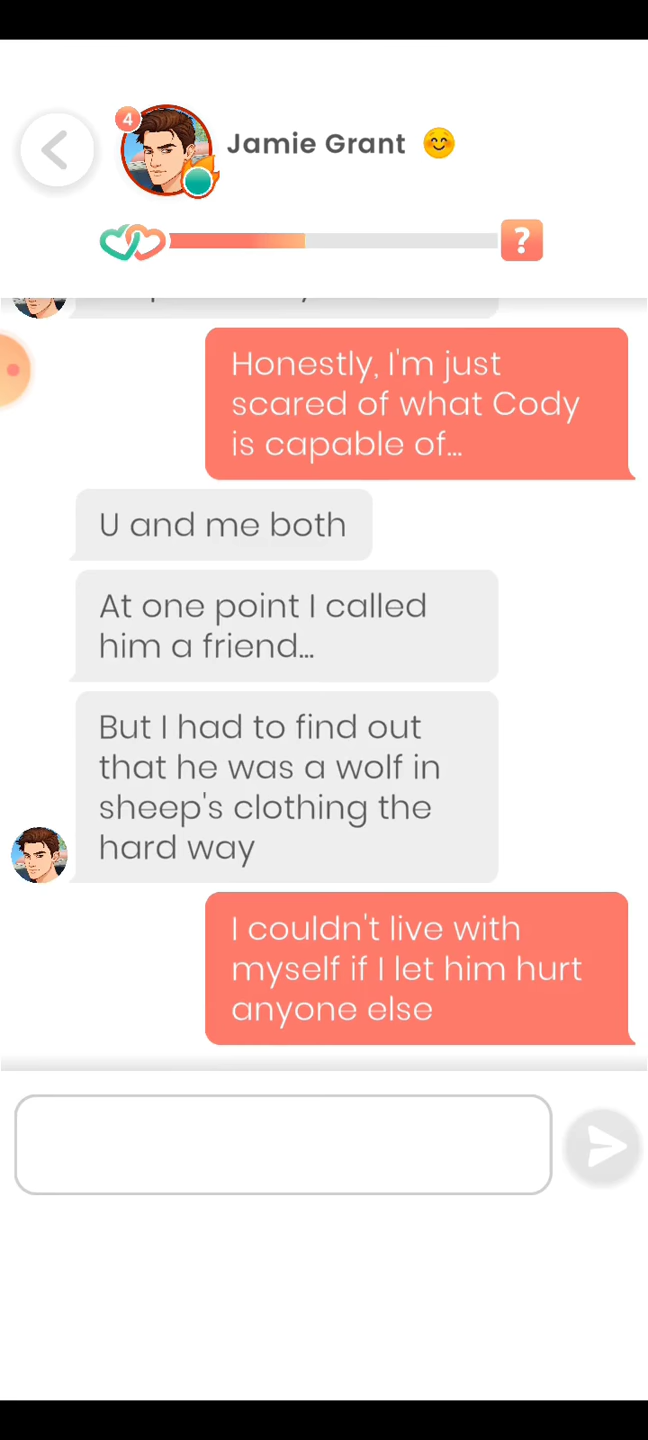 4
Jamie Grant
?
Honestly, I'm just
scared of what Cody
is capable of...
U and me both
At one point I called
him a friend...
But I had to find out
that he was a wolf in
sheep's clothing the
hard way
I couldn't live with
myself if I let him hurt
anyone else